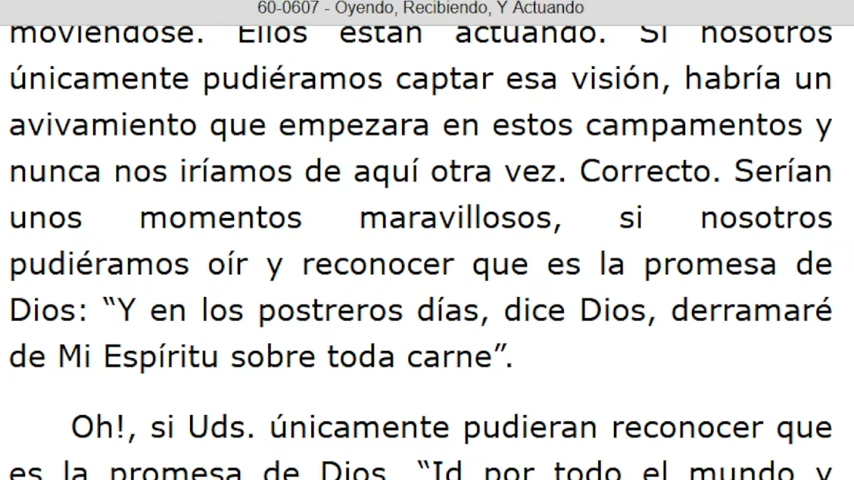 60-0607 - Oyendo, Recibiendo, Y Actuando
moviéndose. Ellos están actuando. Si nosotros
únicamente pudiéramos captar esa visión, habría un
avivamiento que empezara en estos campamentos y
nunca nos iríamos de aquí otra vez. Correcto. Serían
unos momentos maravillosos, si nosotros
pudiéramos oír y reconocer que es la promesa de
Dios: “Y en los postreros días, dice Dios, derramaré
de Mi Espíritu sobre toda carne”.
Oh!, si Uds. únicamente pudieran reconocer que
es la promesa de Dios. “Id por todo el mundo y